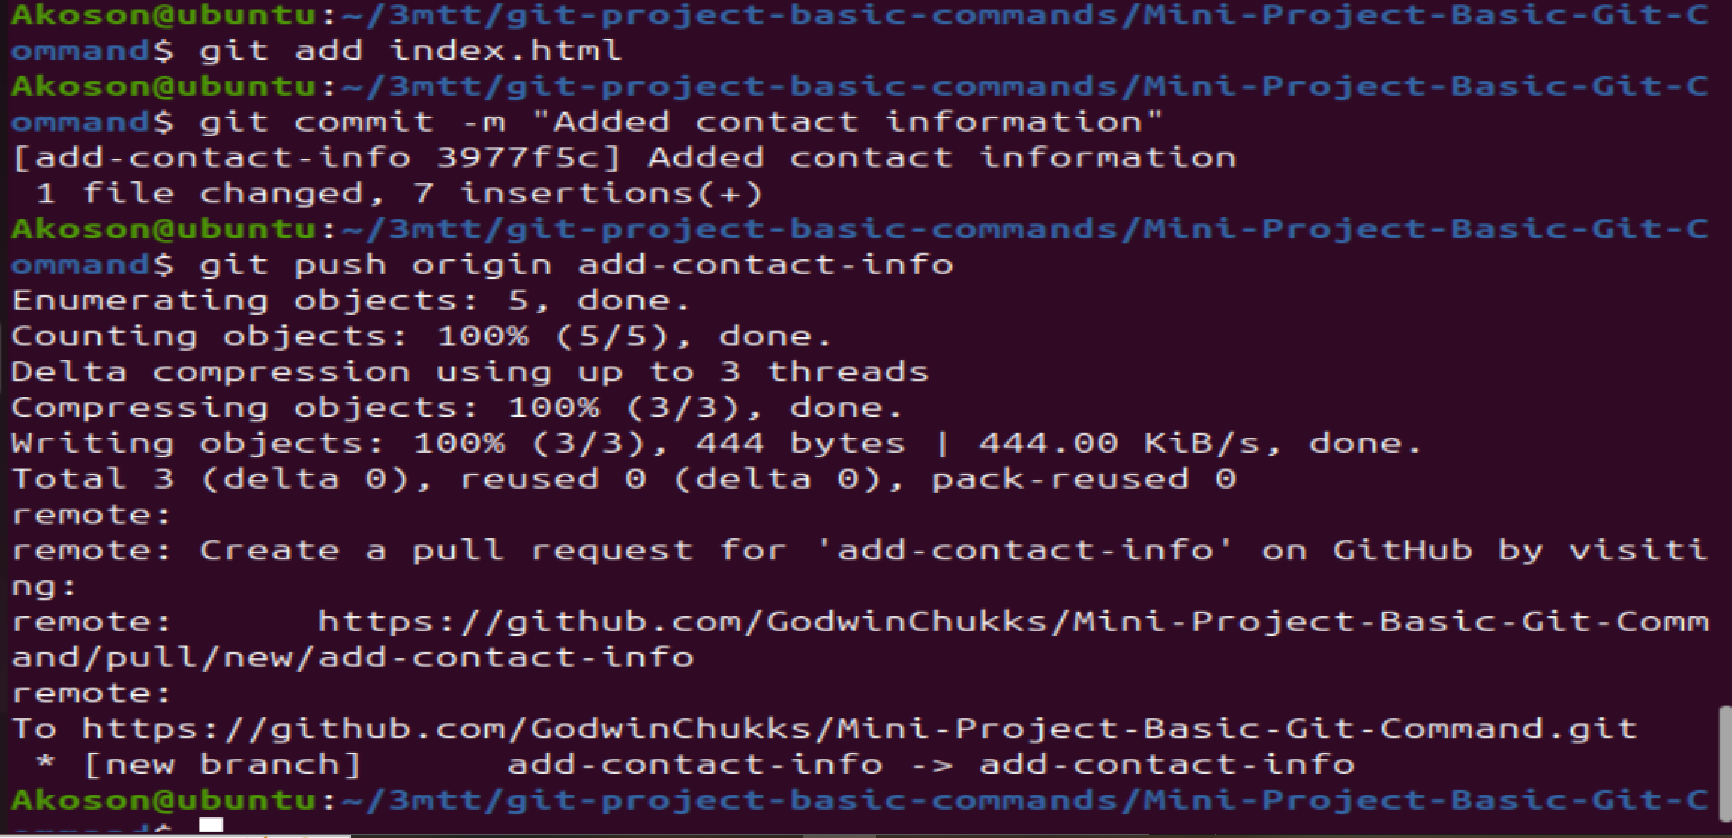 Akoson@ubuntu:~/3mtt/git-project-basic-commands/Mini-Project-Basic-Git-C
ommand$ git add index.html
Akoson@ubuntu:~/3mtt/git-project-basic-commands/Mini-Project-Basic-Git-C
ommand$ git commit -m "Added contact information"
[add-contact-info 3977f5c] Added contact information
 1 file changed, 7 insertions(+)
Akoson@ubuntu:~/3mtt/git-project-basic-commands/Mini-Project-Basic-Git-C
ommand$ git push origin add-contact-info
Enumerating objects: 5, done.
Counting objects: 100% (5/5), done.
Delta compression using up to 3 threads
Compressing objects: 100% (3/3), done.
Writing objects: 100% (3/3), 444 bytes | 444.00 KiB/s, done.
Total 3 (delta 0), reused 0 (delta 0), pack-reused 0
remote:
remote: Create a pull request for 'add-contact-info' on GitHub by visiti
ng:
remote:      https://github.com/GodwinChukks/Mini-Project-Basic-Git-Comm
and/pull/new/add-contact-info
remote:
To https://github.com/GodwinChukks/Mini-Project-Basic-Git-Command.git
 * [new branch]      add-contact-info -> add-contact-info
Akoson@ubuntu:~/3mtt/git-project-basic-commands/Mini-Project-Basic-Git-C
ommand$